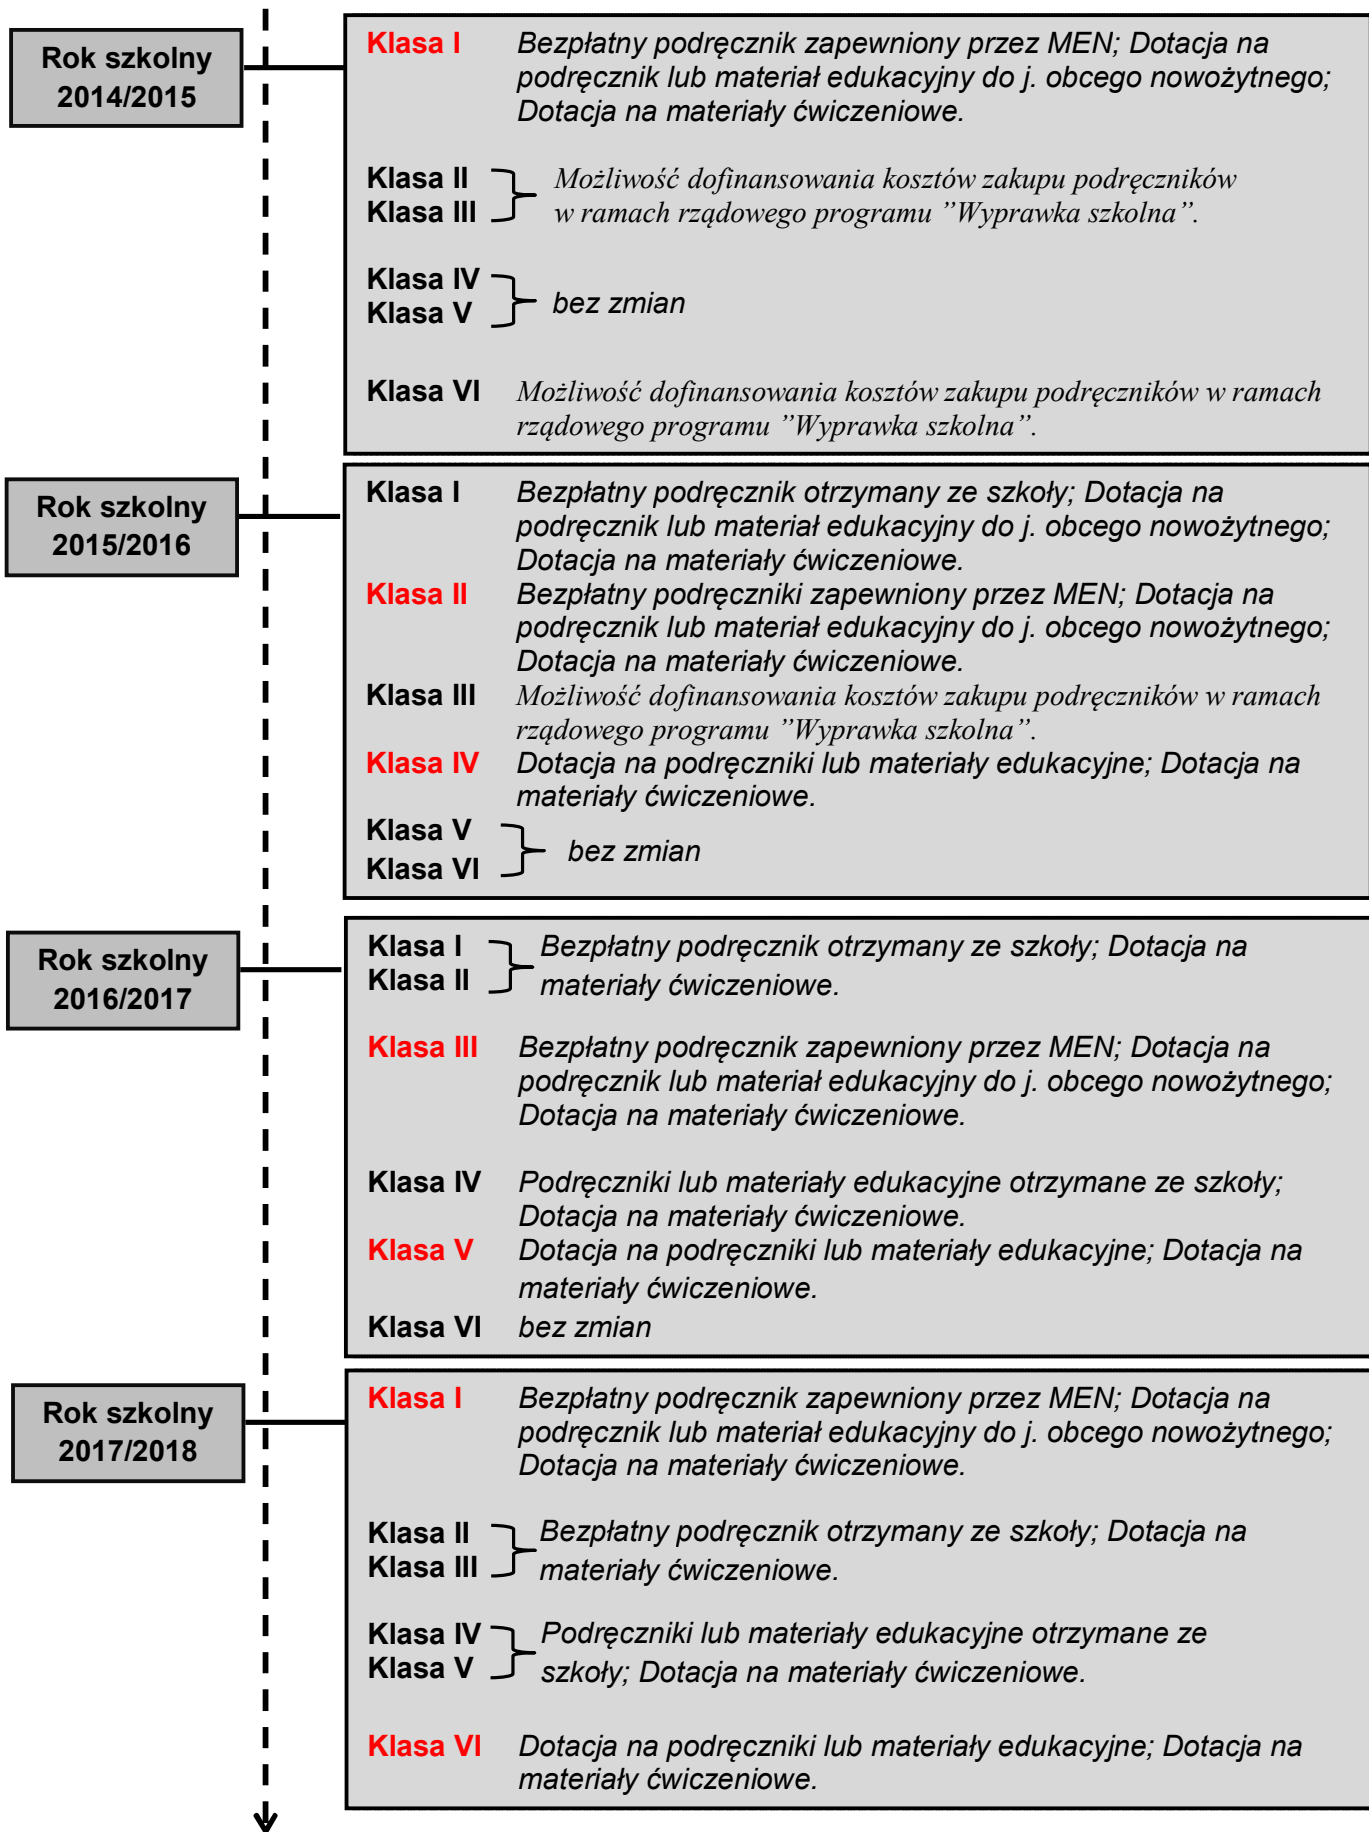 Rok szkolny
2014/2015
Klasa I Bezpłatny podręcznik zapewniony przez MEN; Dotacja na
podręcznik lub materiał edukacyjny do j. obcego nowożytnego;
Dotacja na materiały ćwiczeniowe.
Klasa II
Klasa III
Możliwość dofinansowania kosztów zakupu podręczników
w ramach rządowego programu ”Wyprawka szkolna”.
Klasa IV
Klasa V
bez zmian
Klasa VI Możliwość dofinansowania kosztów zakupu podręczników w ramach
rządowego programu ”Wyprawka szkolna”.
Rok szkolny
2015/2016
Klasa I Bezpłatny podręcznik otrzymany ze szkoły; Dotacja na
podręcznik lub materiał edukacyjny do j. obcego nowożytnego;
Dotacja na materiały ćwiczeniowe.
Klasa II Bezpłatny podręczniki zapewniony przez MEN; Dotacja na
podręcznik lub materiał edukacyjny do j. obcego nowożytnego;
Dotacja na materiały ćwiczeniowe.
Klasa III Możliwość dofinansowania kosztów zakupu podręczników w ramach
rządowego programu ”Wyprawka szkolna”.
Klasa IV Dotacja na podręczniki lub materiały edukacyjne; Dotacja na
materiały ćwiczeniowe.
Klasa V
Klasa VI
bez zmian
Rok szkolny
2016/2017
Klasa I
Klasa II
Bezpłatny podręcznik otrzymany ze szkoły; Dotacja na
materiały ćwiczeniowe.
Klasa III Bezpłatny podręcznik zapewniony przez MEN; Dotacja na
podręcznik lub materiał edukacyjny do j. obcego nowożytnego;
Dotacja na materiały ćwiczeniowe.
Klasa IV Podręczniki lub materiały edukacyjne otrzymane ze szkoły;
Dotacja na materiały ćwiczeniowe.
Klasa V Dotacja na podręczniki lub materiały edukacyjne; Dotacja na
materiały ćwiczeniowe.
Klasa VI bez zmian
Rok szkolny
2017/2018
Klasa I Bezpłatny podręcznik zapewniony przez MEN; Dotacja na
podręcznik lub materiał edukacyjny do j. obcego nowożytnego;
Dotacja na materiały ćwiczeniowe.
Klasa II
Klasa III
Bezpłatny podręcznik otrzymany ze szkoły; Dotacja na
materiały ćwiczeniowe.
Klasa IV
Klasa V
Podręczniki lub materiały edukacyjne otrzymane ze
szkoły; Dotacja na materiały ćwiczeniowe.
Klasa VI Dotacja na podręczniki lub materiały edukacyjne; Dotacja na
materiały ćwiczeniowe.